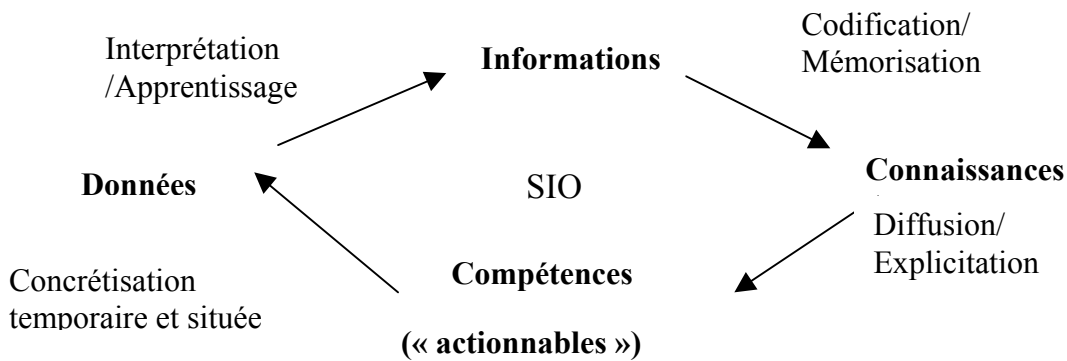 Interprétation
/Apprentissage
Informations
Codification/
Mémorisation
Données
SIO
Connaissances
Diffusion/
Explicitation
Compétences
(« actionnables »)
Concrétisation
temporaire et située